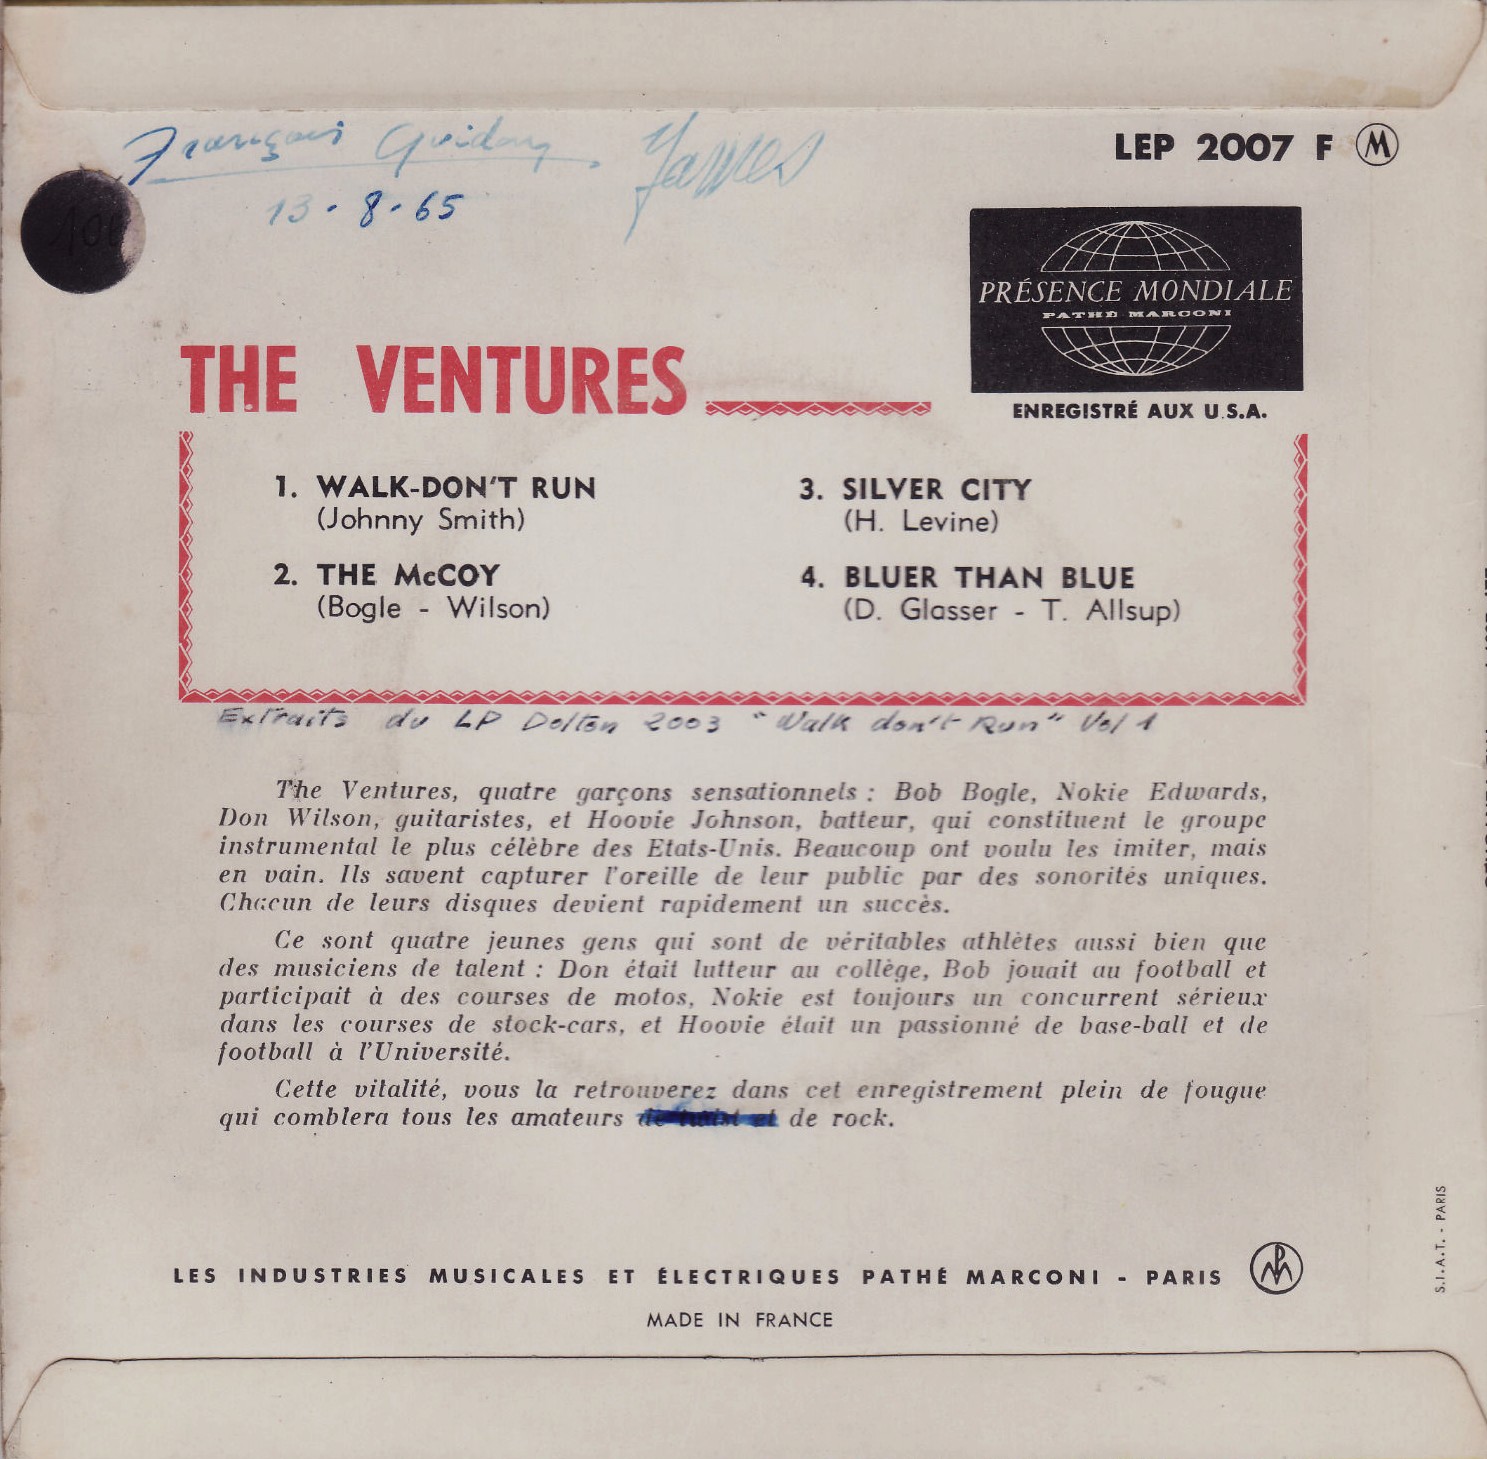 François Guidon. James
LEP 2007 F M
13.8.65
PRÉSENCE MONDIALE
PATHÉ MARCONI
THE VENTURES
ENREGISTRÉ AUX U.S.A.
1. WALK-DON'T RUN
(Johnny Smith)
2. THE McCOY
(Bogle - Wilson)
3. SILVER CITY
(H. Levine)
4. BLUER THAN BLUE
(D. Glasser - T. Allsup)
Extraits du LP Dolton 2003 "Walk don't Run" Vol 1
The Ventures, quatre garçons sensationnels : Bob Bogle, Nokie Edwards,
Don Wilson, guitaristes, et Hoovie Johnson, batteur, qui constituent le groupe
instrumental le plus célèbre des Etats-Unis. Beaucoup ont voulu les imiter, mais
en vain. Ils savent capturer l'oreille de leur public par des sonorités uniques.
Chacun de leurs disques devient rapidement un succès.
Ce sont quatre jeunes gens qui sont de véritables athlètes aussi bien que
des musiciens de talent : Don était lutteur au collège, Bob jouait au football et
participait à des courses de motos, Nokie est toujours un concurrent sérieux
dans les courses de stock-cars, et Hoovie était un passionné de base-ball et de
football à l'Université.
Cette vitalité, vous la retrouverez dans cet enregistrement plein de fougue
qui comblera tous les amateurs de twist et de rock.
S.I.A.T. - PARIS
LES INDUSTRIES MUSICALES ET ÉLECTRIQUES PATHÉ MARCONI - PARIS
MADE IN FRANCE